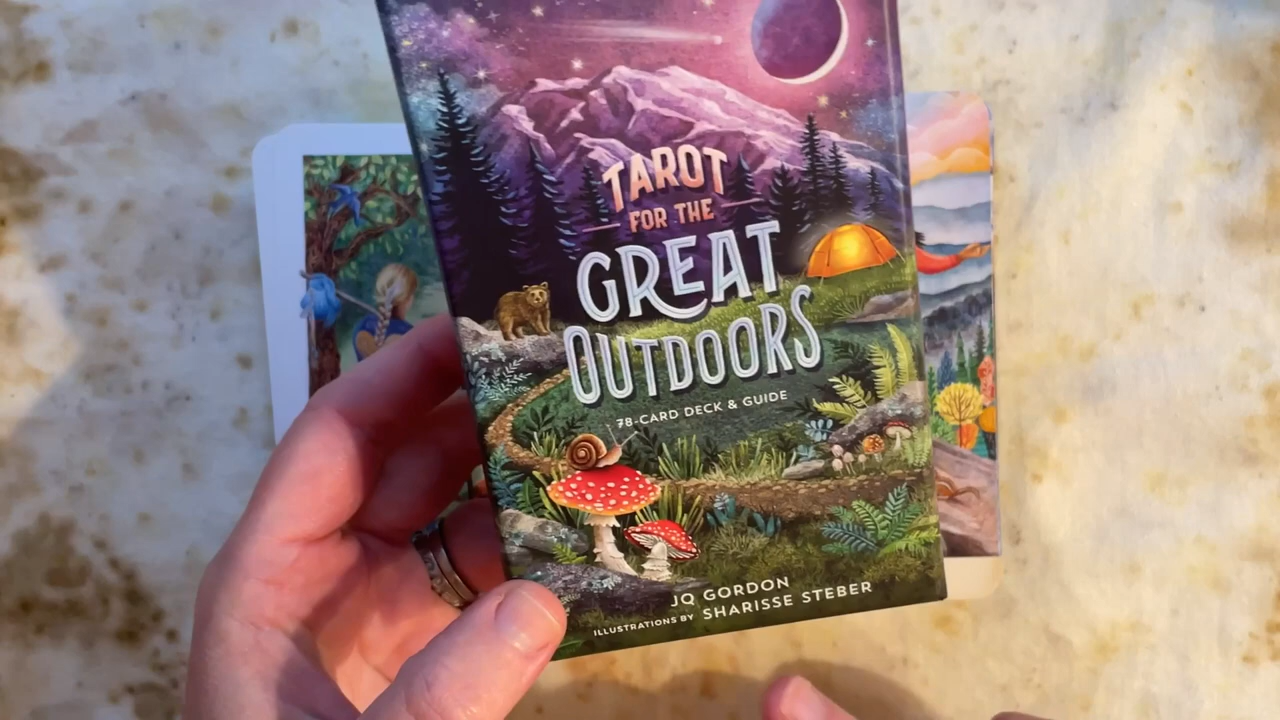 TAROT
FOR THE
GREAT
OUTDOORS
78-CARD DECK & GUIDE
JQ GORDON
ILLUSTRATIONS BY SHARISSE STEBER